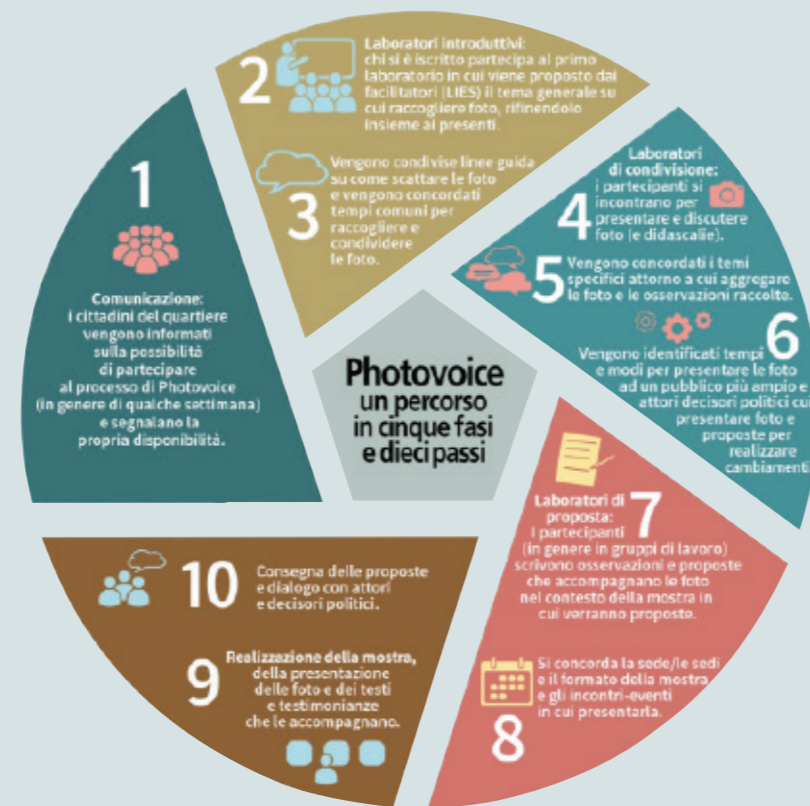 1
Comunicazione:
i cittadini del quartiere
vengono informati
sulla possibilità
di partecipare
al processo di Photovoice
(in genere di qualche settimana)
e segnalano la
propria disponibilità.
2
Laboratori introduttivi:
chi si è iscritto partecipa al primo
laboratorio in cui viene proposto dai
facilitatori (LIES) il tema generale su
cui raccogliere foto, rifinendolo
insieme ai presenti.
3
Vengono condivise linee guida
su come scattare le foto
e vengono concordati
tempi comuni per
raccogliere e
condividere
le foto.
4
Laboratori
di condivisione:
i partecipanti si
incontrano per
presentare e discutere
foto (e didascalie).
5
Vengono concordati i temi
specifici attorno a cui aggregare
le foto e le osservazioni raccolte.
6
Vengono identificati tempi
e modi per presentare le foto
ad un pubblico più ampio e
attori decisori politici cui
presentare foto e
proposte per
realizzare
cambiamenti
Photovoice
un percorso
in cinque fasi
e dieci passi
7
Laboratori di
proposta:
i partecipanti
(in genere in gruppi di lavoro)
scrivono osservazioni e proposte
che accompagnano le foto
nel contesto della mostra in
cui verranno proposte.
8
Si concorda la sede/le sedi
e il formato della mostra
e gli incontri-eventi
in cui presentarla.
9
Realizzazione della mostra,
della presentazione
delle foto e dei testi
e testimonianze
che le accompagnano.
10
Consegna delle proposte
e dialogo con attori
e decisori politici.